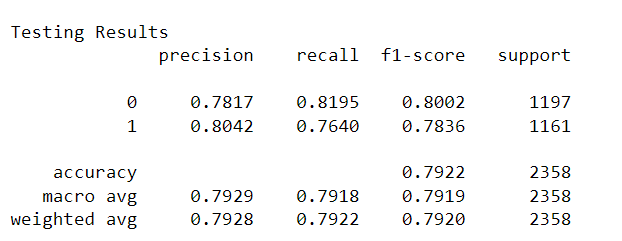 Testing Results
precision recall f1-score support
0 0.7817 0.8195 0.8002 1197
1 0.8042 0.7640 0.7836 1161
accuracy 0.7922 2358
macro avg 0.7929 0.7918 0.7919 2358
weighted avg 0.7928 0.7922 0.7920 2358